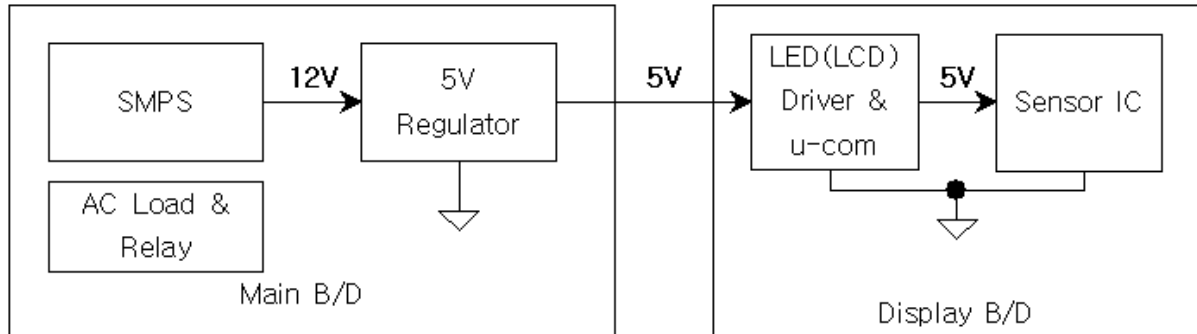 SMPS
12V
5V
Regulator
AC Load &
Relay
Main B/D
5V
LED(LCD)
Driver &
u-com
5V
Sensor IC
Display B/D